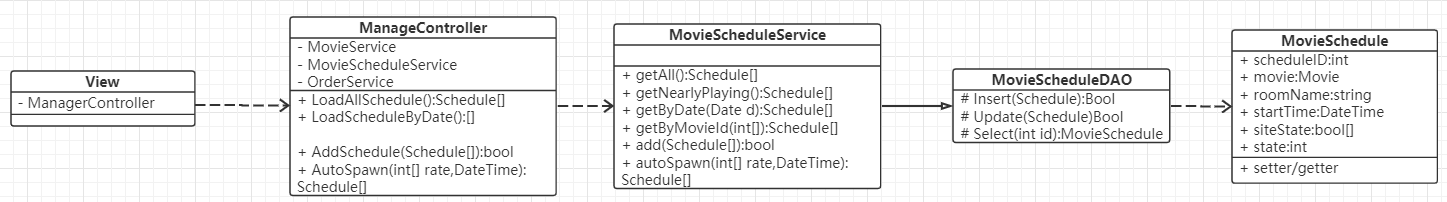 View
- ManagerController
ManageController
- MovieService
- MovieScheduleService
- OrderService
+ LoadAllSchedule():Schedule[]
+ LoadScheduleByDate():[]
+ AddSchedule(Schedule[]):bool
+ AutoSpawn(int[] rate,DateTime):
Schedule[]
MovieScheduleService
+ getAll():Schedule[]
+ getNearlyPlaying():Schedule[]
+ getByDate(Date d):Schedule[]
+ getByMovieId(int[]):Schedule[]
+ add(Schedule[]):bool
+ autoSpawn(int[] rate,DateTime):
Schedule[]
MovieScheduleDAO
# Insert(Schedule):Bool
# Update(Schedule)Bool
# Select(int id):MovieSchedule
MovieSchedule
+ scheduleID:int
+ movie:Movie
+ roomName:string
+ startTime:DateTime
+ siteState:bool[]
+ state:int
+ setter/getter